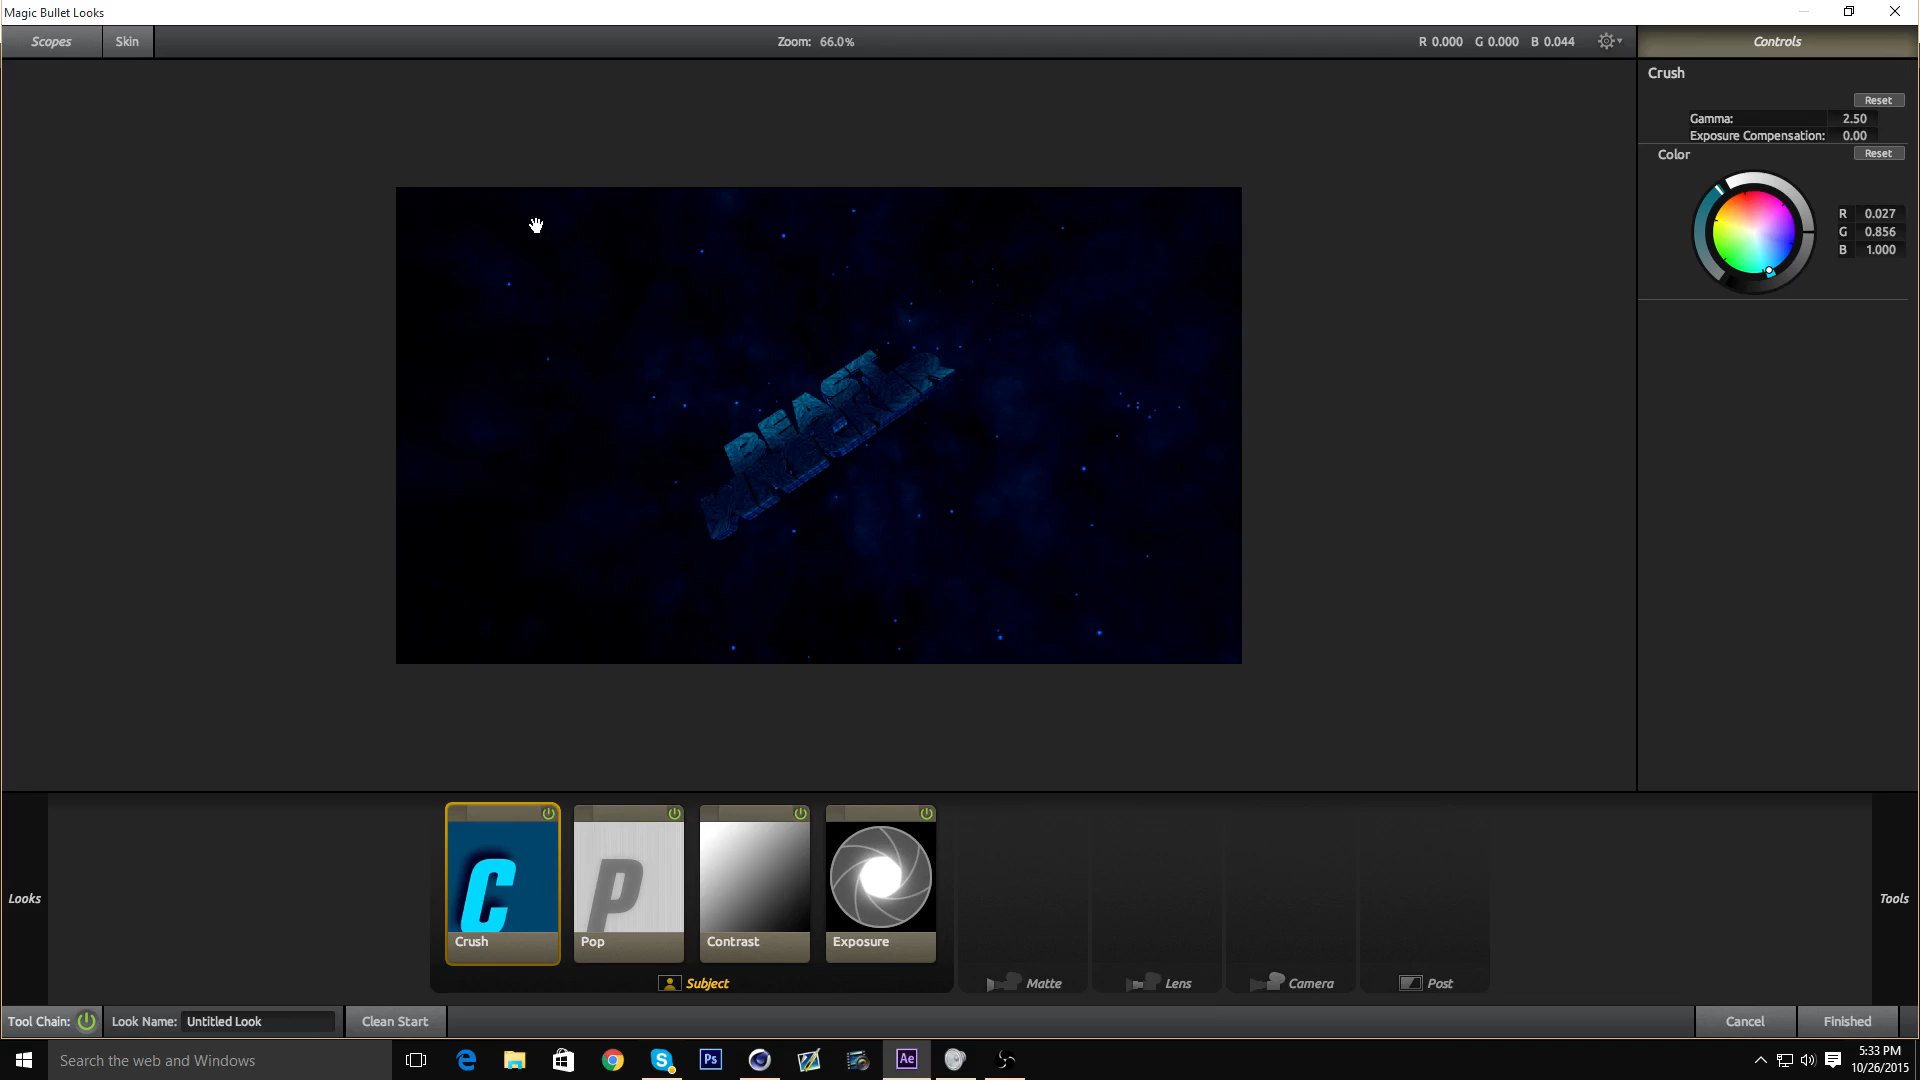 Magic Bullet Looks
Scopes Skin Zoom: 66.0% R 0.000 G 0.000 B 0.044 Controls
Crush
Reset
Gamma: 2.50
Exposure Compensation: 0.00
Color Reset
R 0.027
G 0.856
B 1.000
BEAST
C P
Crush Pop Contrast Exposure
Looks Tools
Subject Matte Lens Camera Post
Tool Chain: Look Name: Untitled Look Clean Start Cancel Finished
Search the web and Windows
Ps Ae
5:33 PM
10/26/2015